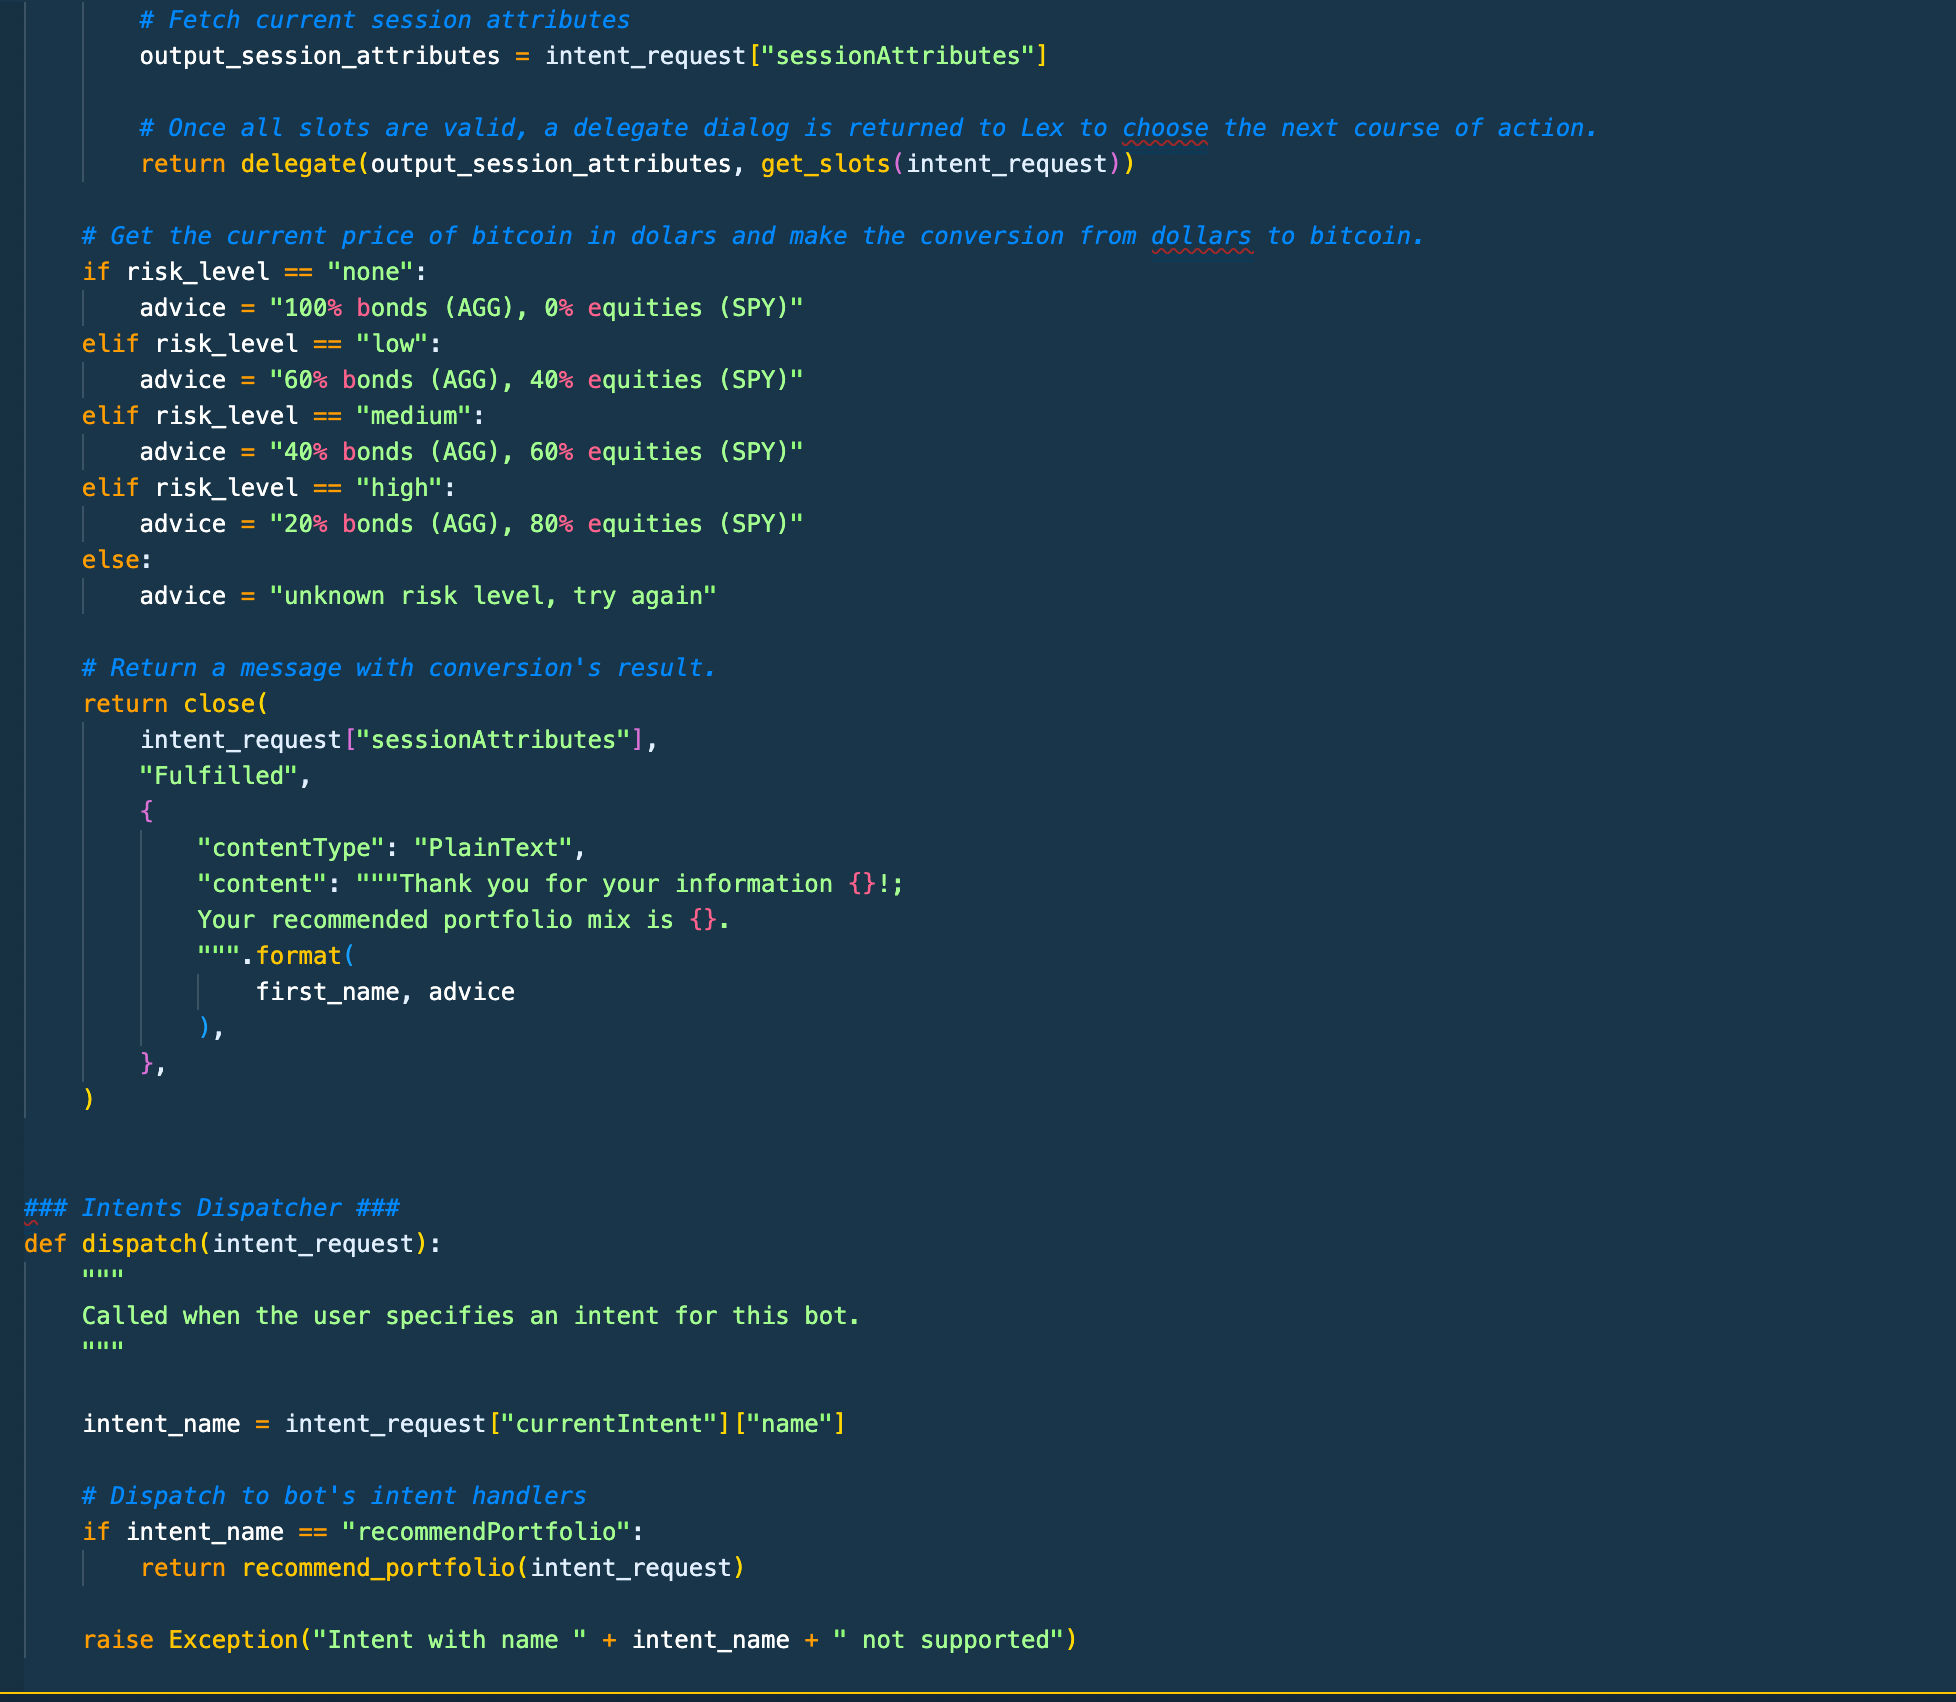 # Fetch current session attributes
output_session_attributes = intent_request["sessionAttributes"]
# Once all slots are valid, a delegate dialog is returned to Lex to choose the next course of action.
return delegate(output_session_attributes, get_slots(intent_request))
# Get the current price of bitcoin in dolars and make the conversion from dollars to bitcoin.
if risk_level == "none":
advice = "100% bonds (AGG), 0% equities (SPY)"
elif risk_level == "low":
advice = "60% bonds (AGG), 40% equities (SPY)"
elif risk_level == "medium":
advice = "40% bonds (AGG), 60% equities (SPY)"
elif risk_level == "high":
advice = "20% bonds (AGG), 80% equities (SPY)"
else:
advice = "unknown risk level, try again"
# Return a message with conversion's result.
return close(
intent_request["sessionAttributes"],
"Fulfilled",
{
"contentType": "PlainText",
"content": """Thank you for your information {}!;
Your recommended portfolio mix is {}.
""".format(
first_name, advice
),
},
)
### Intents Dispatcher ###
def dispatch(intent_request):
"""
Called when the user specifies an intent for this bot.
"""
intent_name = intent_request["currentIntent"]["name"]
# Dispatch to bot's intent handlers
if intent_name == "recommendPortfolio":
return recommend_portfolio(intent_request)
raise Exception("Intent with name " + intent_name + " not supported")